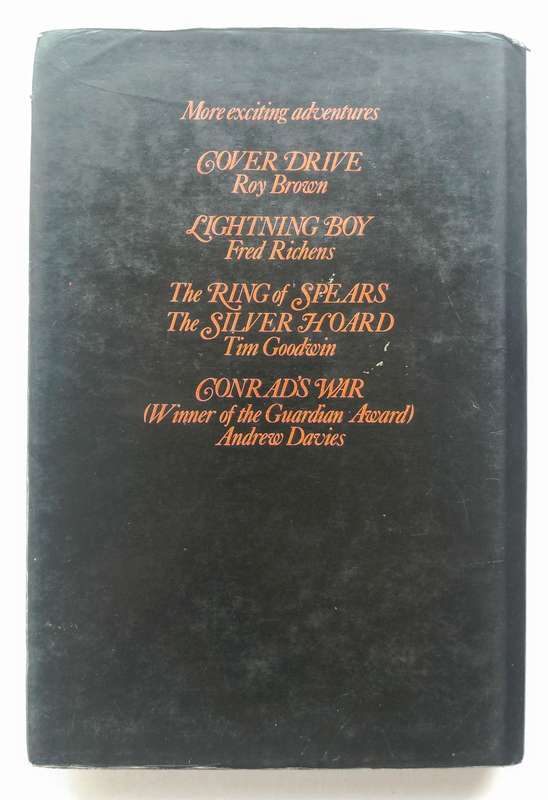 More exciting adventures
COVER DRIVE
Roy Brown
LIGHTNING BOY
Fred Richens
The RING of SPEARS
The SILVER HOARD
Tim Goodwin
CONRAD'S WAR
(Winner of the Guardian Award)
Andrew Davies